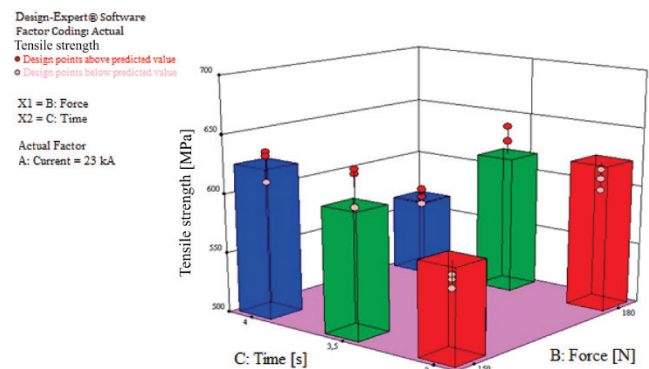 Design-Expert® Software
Factor Coding: Actual
Tensile strength
Design points above predicted value
Design points below predicted value
X1 = B: Force
X2 = C: Time
Actual Factor
A: Current = 23 kA
Tensile strength [MPa]
700
650
600
550
500
4
3,5
C: Time [s]
180
B: Force [N]